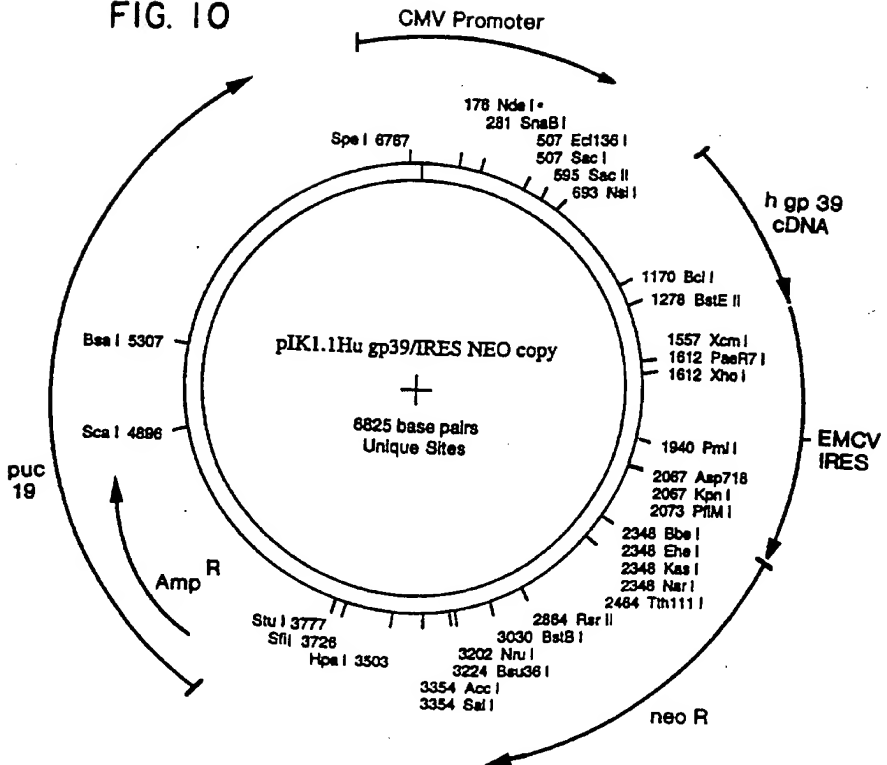 FIG. 10
CMV Promoter
178 Nde I *
281 SnaB I
507 Ecl136 I
507 Sac I
595 Sac II
693 Nsi I
Spe I 6767
h gp 39
cDNA
1170 Bcl I
1278 BstE II
1557 Xcm I
1612 PaeR7 I
1612 Xho I
Bsa I 5307
pIK1.1Hu gp39/IRES NEO copy
6825 base pairs
Unique Sites
Sca I 4896
1940 Pml I
EMCV
IRES
2067 Asp718
2067 Kpn I
2073 PflM I
puc
19
2348 Bbe I
2348 Ehe I
2348 Kas I
2348 Nar I
2464 Tth111 I
Amp R
2864 Rsr II
3030 BstB I
3202 Nru I
3224 Bsu36 I
3354 Acc I
3354 Sal I
Stu I 3777
Sfi I 3726
Hpa I 3503
neo R